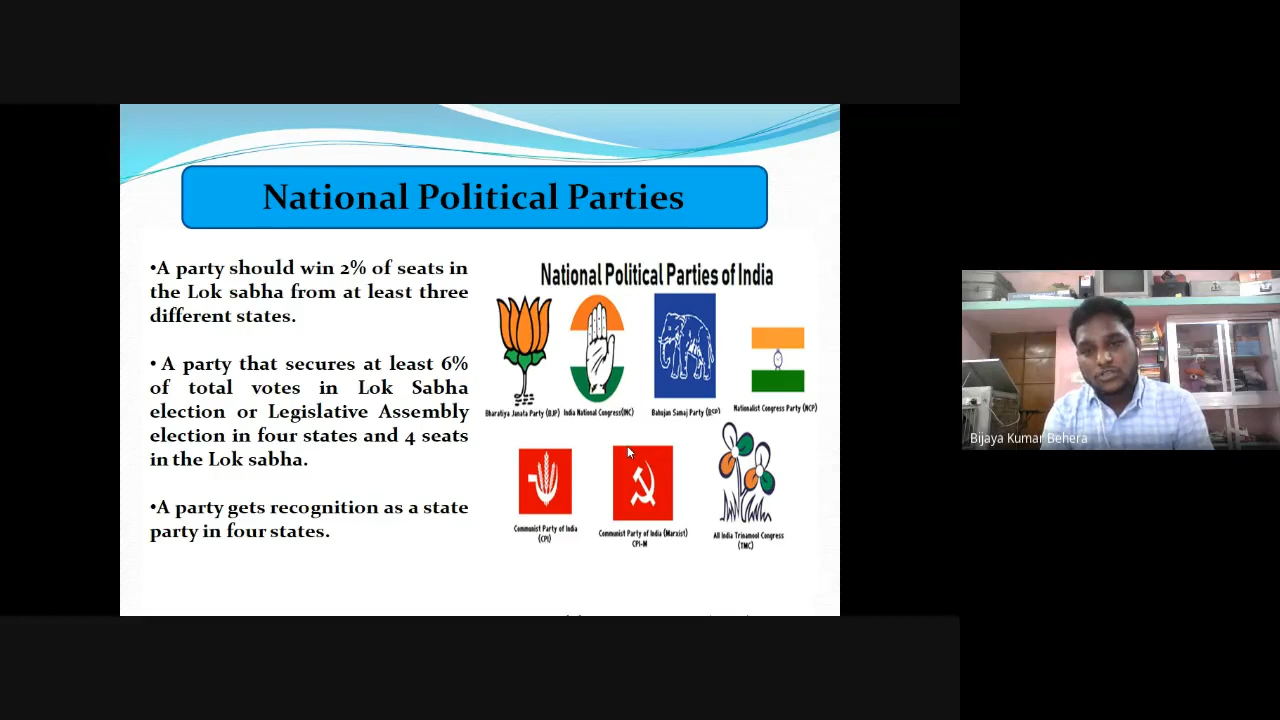 National Political Parties
•A party should win 2% of seats in
the Lok sabha from at least three
different states.
• A party that secures at least 6%
of total votes in Lok Sabha
election or Legislative Assembly
election in four states and 4 seats
in the Lok sabha.
•A party gets recognition as a state
party in four states.
National Political Parties of India
Bharatiya Janata Party (BJP)
India National Congress(INC)
Bahujan Samaj Party (BSP)
Nationalist Congress Party (NCP)
Communist Party of India
(CPI)
Communist Party of India (Marxist)
CPI-M
All India Trinamool Congress
(TMC)
Bijaya Kumar Behera